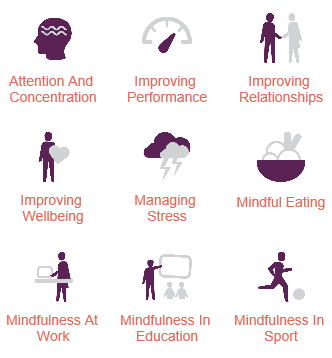 Attention And
Concentration
Improving
Performance
Improving
Relationships
Improving
Wellbeing
Managing
Stress
Mindful Eating
Mindfulness At
Work
Mindfulness In
Education
Mindfulness In
Sport